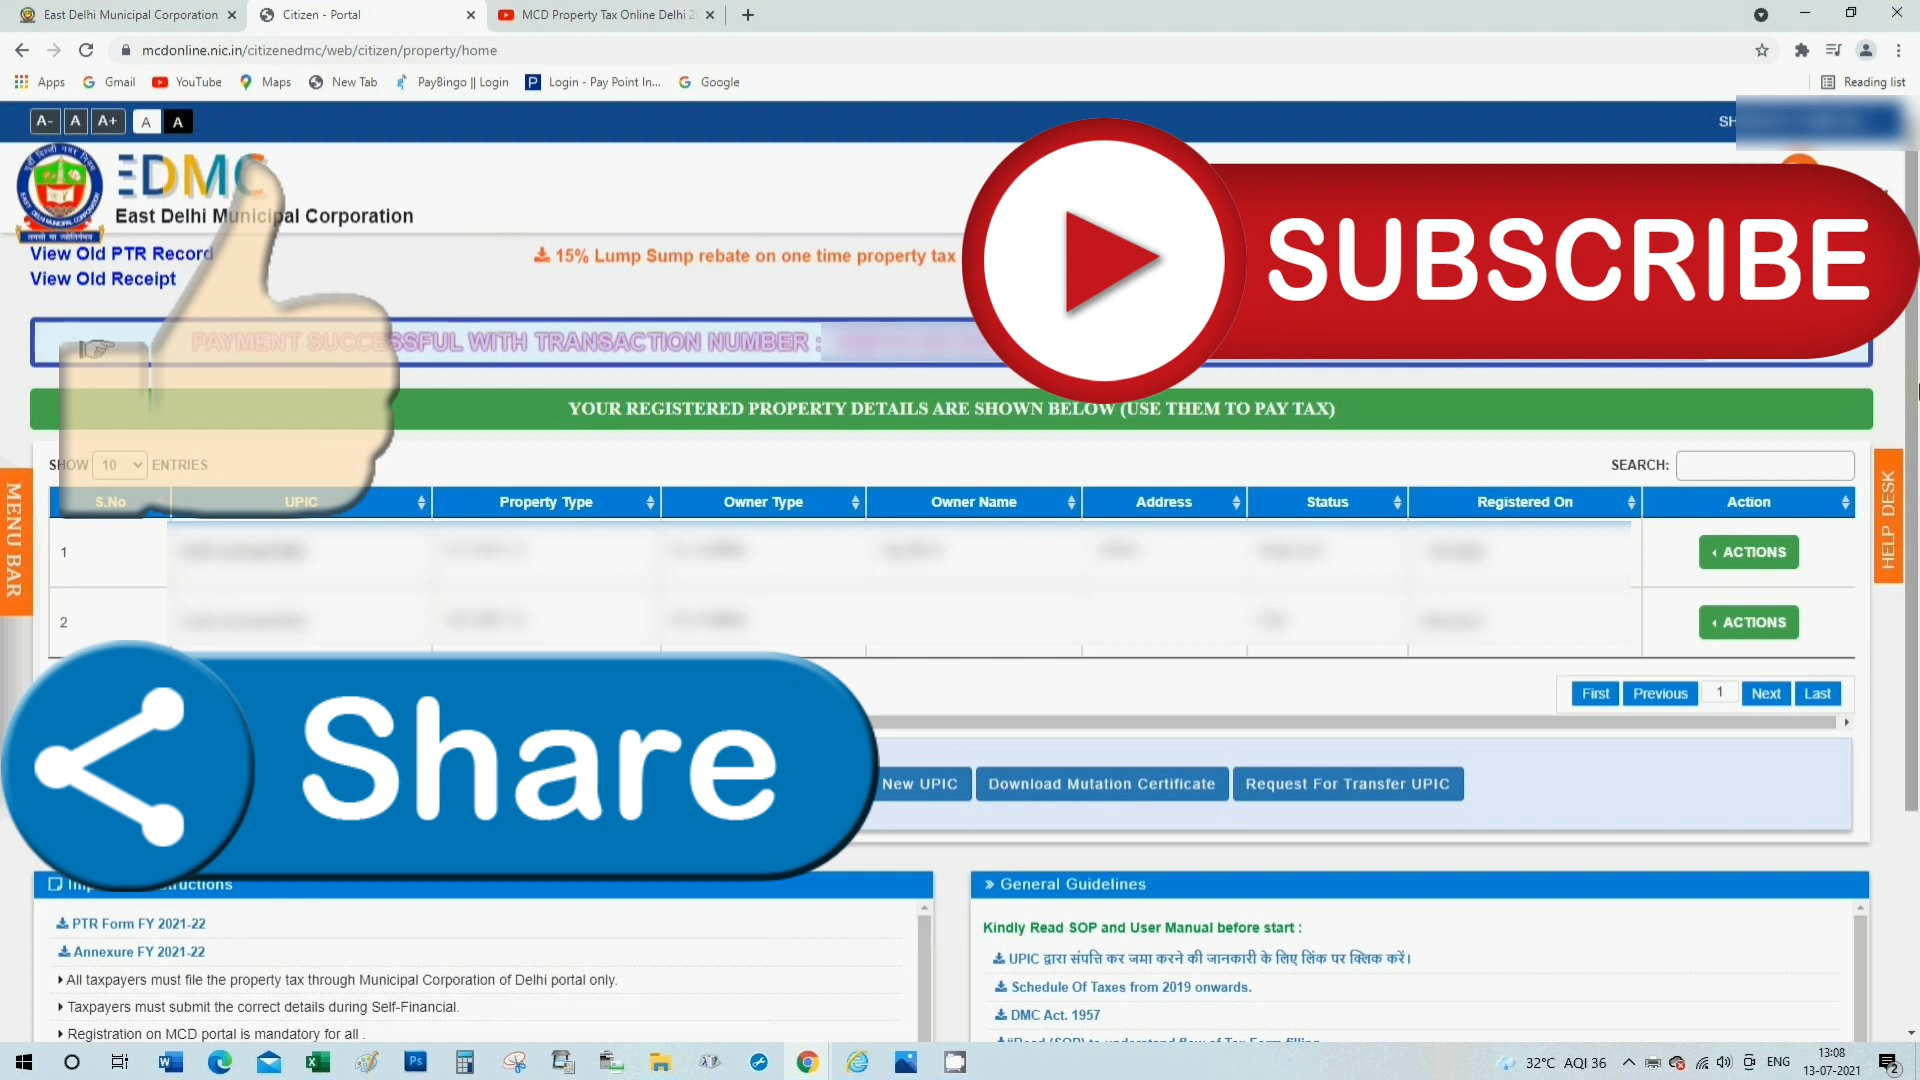 East Delhi Municipal Corporation
Citizen - Portal
MCD Property Tax Online Delhi 2
mcdonline.nic.in/citizenedmc/web/citizen/property/home
Apps Gmail YouTube Maps New Tab PayBingo || Login Login - Pay Point In... Google Reading list
A- A A+ A A SH
EDMC
East Delhi Municipal Corporation
View Old PTR Record
View Old Receipt
15% Lump Sump rebate on one time property tax
SUBSCRIBE
PAYMENT SUCCESSFUL WITH TRANSACTION NUMBER :
YOUR REGISTERED PROPERTY DETAILS ARE SHOWN BELOW (USE THEM TO PAY TAX)
SHOW 10 ENTRIES SEARCH:
MENU BAR
HELP DESK
S.No UPIC Property Type Owner Type Owner Name Address Status Registered On Action
1 ACTIONS
2 ACTIONS
First Previous 1 Next Last
Share
New UPIC Download Mutation Certificate Request For Transfer UPIC
General Guidelines
PTR Form FY 2021-22
Annexure FY 2021-22
All taxpayers must file the property tax through Municipal Corporation of Delhi portal only.
Taxpayers must submit the correct details during Self-Financial.
Registration on MCD portal is mandatory for all .
Kindly Read SOP and User Manual before start :
UPIC द्वारा संपत्ति कर जमा करने की जानकारी के लिए लिंक पर क्लिक करें।
Schedule Of Taxes from 2019 onwards.
DMC Act. 1957
32°C AQI 36 ENG 13:08
13-07-2021
2